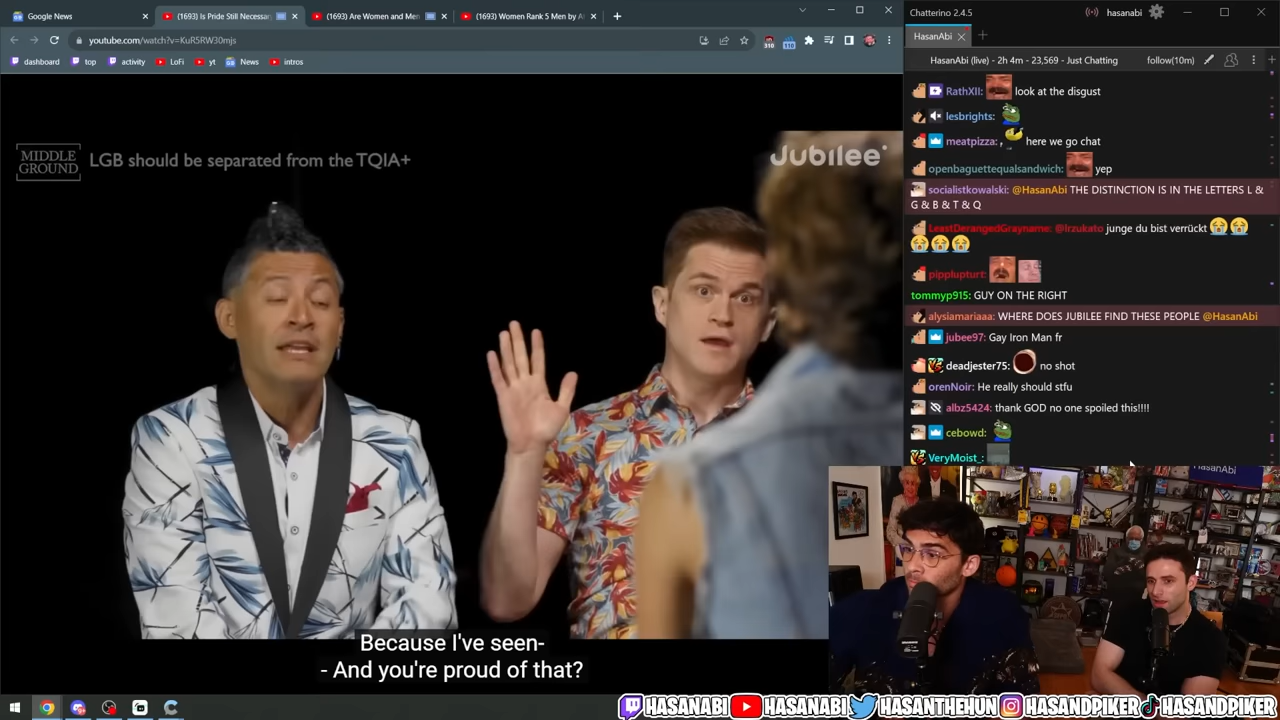 Google News
(1693) Is Pride Still Necessar
(1693) Are Women and Men
(1693) Women Rank 5 Men by A
youtube.com/watch?v=KuR5RW30mjs
310
110
dashboard
top
activity
LoFi
yt
News
intros
MIDDLE
GROUND
LGB should be separated from the TQIA+
Jubilee
Because I've seen-
- And you're proud of that?
Chatterino 2.4.5
hasanabi
HasanAbi
HasanAbi (live) - 2h 4m - 23,569 - Just Chatting
follow(10m)
RathXII: look at the disgust
lesbrights:
meatpizza: , here we go chat
openbaguetteequalsandwich: yep
socialistkowalski: @HasanAbi THE DISTINCTION IS IN THE LETTERS L &
G & B & T & Q
LeastDerangedGrayname: @Irzukato junge du bist verrückt
pipplupturt:
tommyp915: GUY ON THE RIGHT
alysiamariaaa: WHERE DOES JUBILEE FIND THESE PEOPLE @HasanAbi
jubee97: Gay Iron Man fr
deadjester75: no shot
orenNoir: He really should stfu
albz5424: thank GOD no one spoiled this!!!!
cebowd:
VeryMoist_:
HasanAbi
HASANABI
HASANABI
HASANTHEHUN
HASANDPIKER
HASANDPIKER